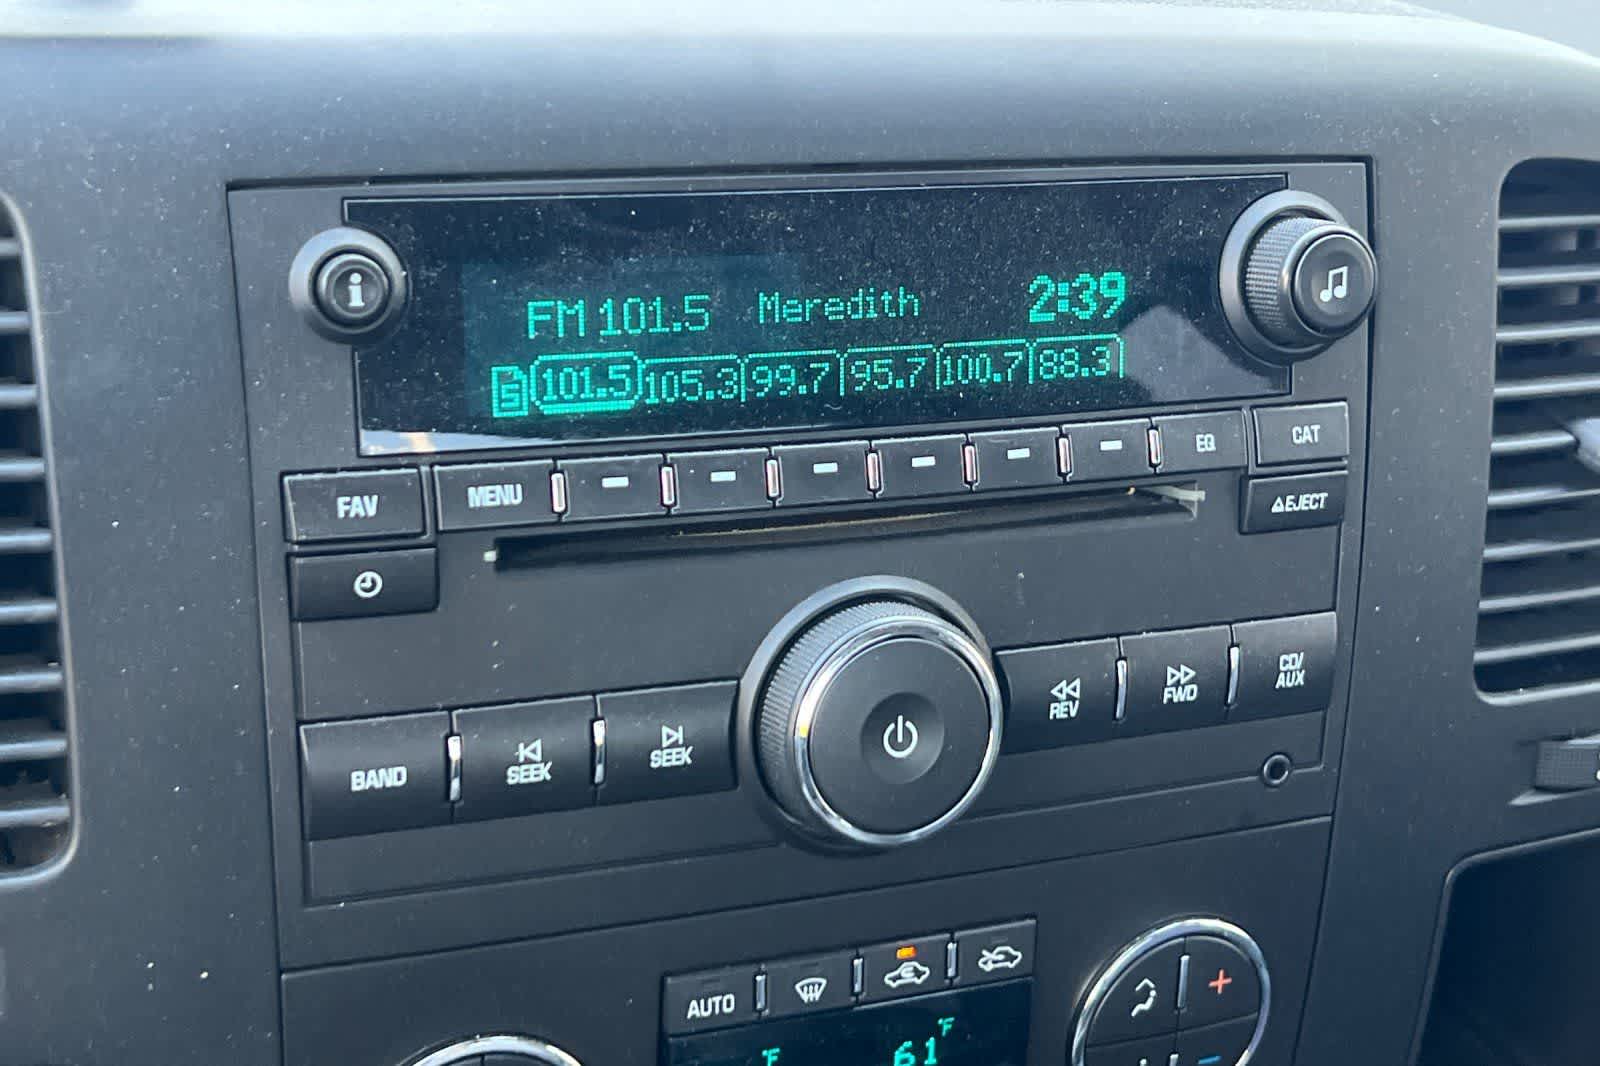 i
FM 101.5 Meredith 2:39
5 101.5 105.3 99.7 95.7 100.7 88.3
FAV MENU EQ CAT
EJECT
BAND SEEK SEEK REV FWD CD/
AUX
AUTO
+
°F 61 °F